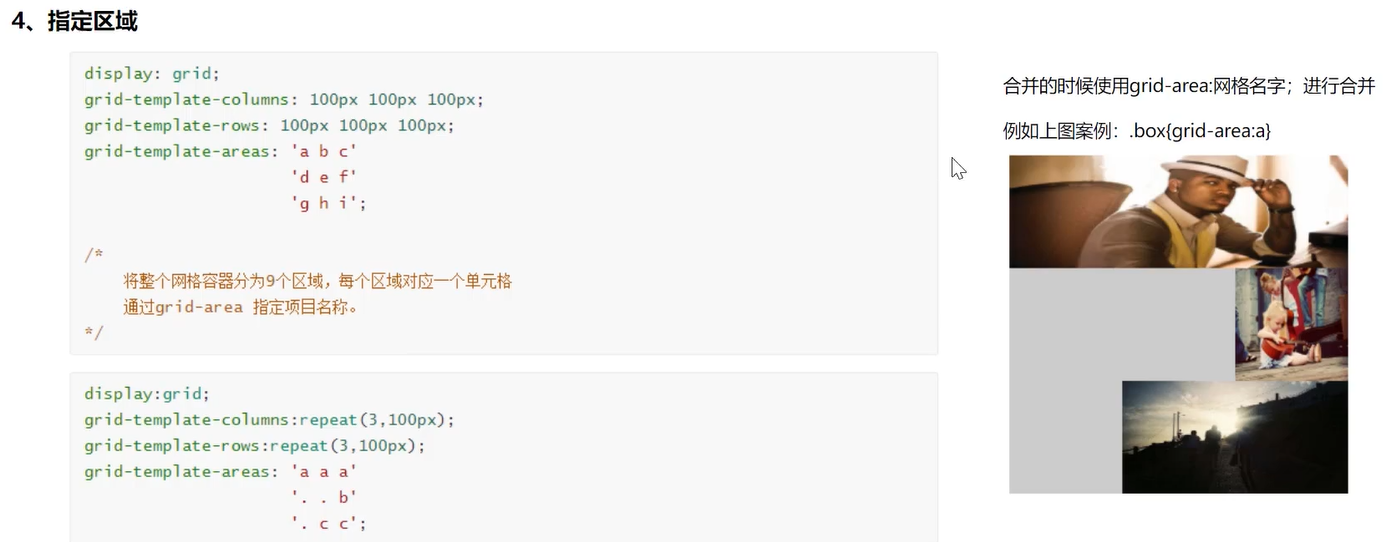 4、指定区域
display: grid;
grid-template-columns: 100px 100px 100px;
grid-template-rows: 100px 100px 100px;
grid-template-areas: 'a b c'
'd e f'
'g h i';
/*
将整个网格容器分为9个区域，每个区域对应一个单元格
通过grid-area 指定项目名称。
*/
display:grid;
grid-template-columns:repeat(3,100px);
grid-template-rows:repeat(3,100px);
grid-template-areas: 'a a a'
'. . b'
'. c c';
合并的时候使用grid-area:网格名字；进行合并
例如上图案例：.box{grid-area:a}